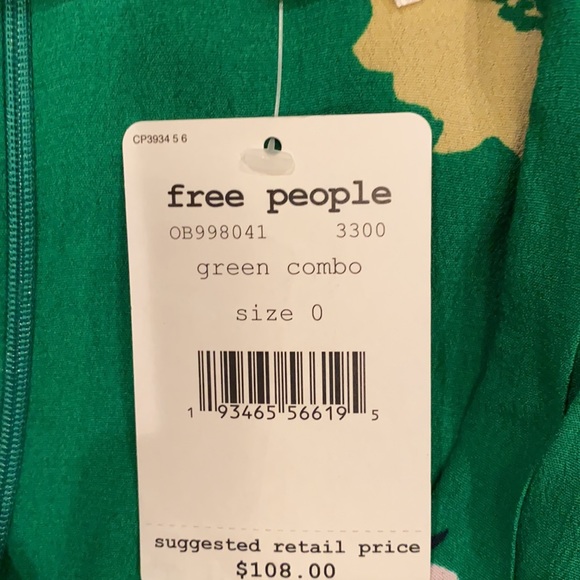 CP3934 5 6
free people
OB998041 3300
green combo
size 0
1 93465 56619 5
suggested retail price
$108.00